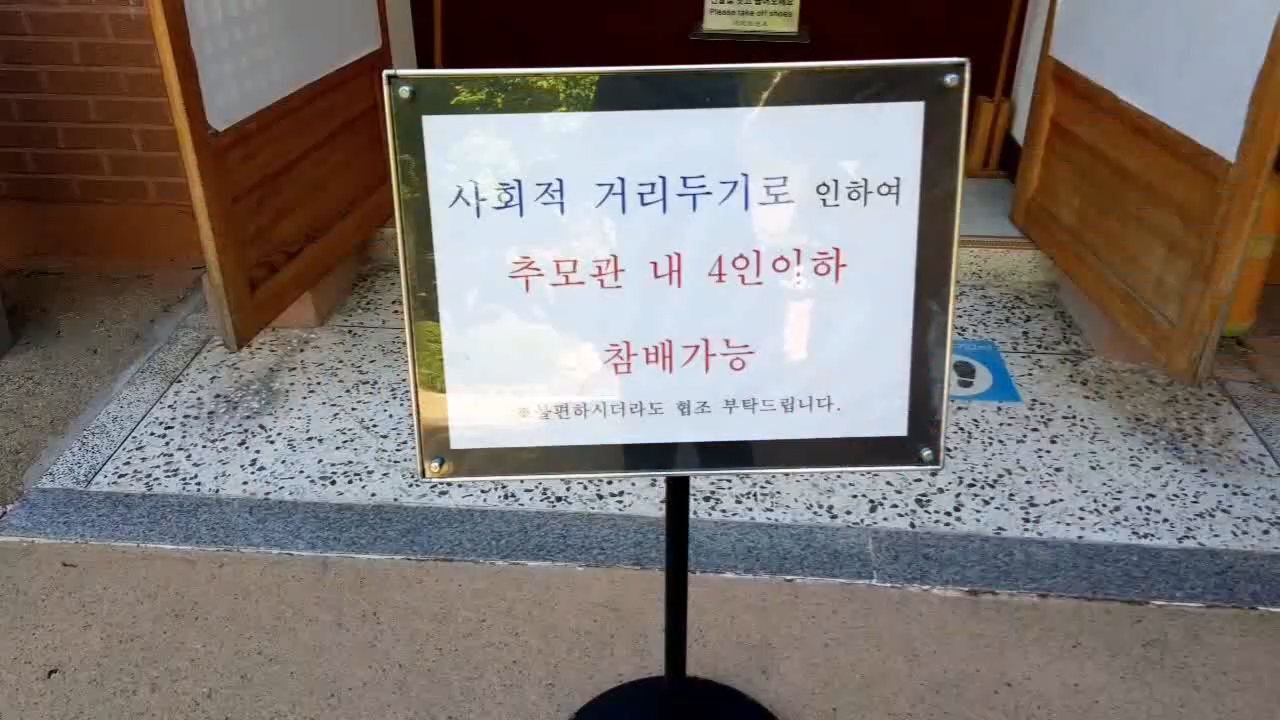 Please take off shoes
사회적 거리두기로 인하여
추모관 내 4인이하
참배가능
※불편하시더라도 협조 부탁드립니다.